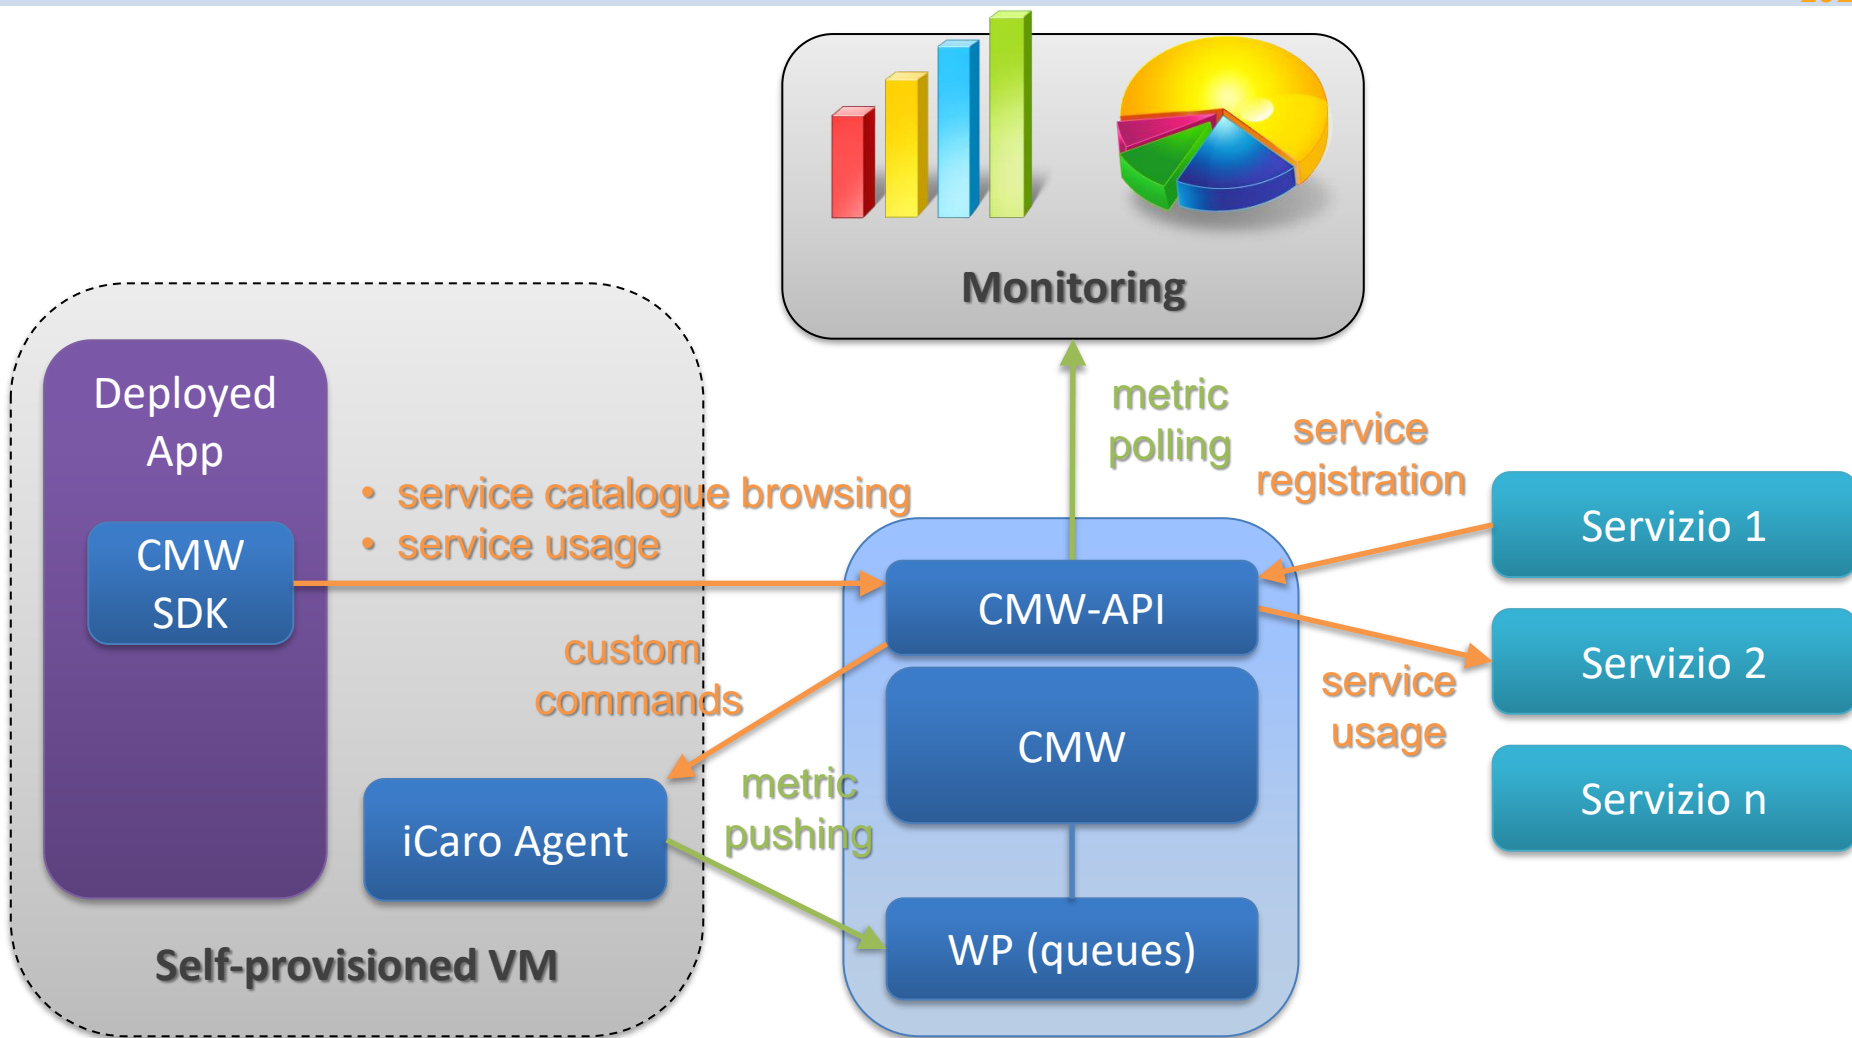 Monitoring
Deployed
App
CMW
SDK
• service catalogue browsing
• service usage
metric
polling
service
registration
Servizio 1
CMW-API
Servizio 2
custom
commands
service
usage
CMW
Servizio n
metric
pushing
iCaro Agent
WP (queues)
Self-provisioned VM